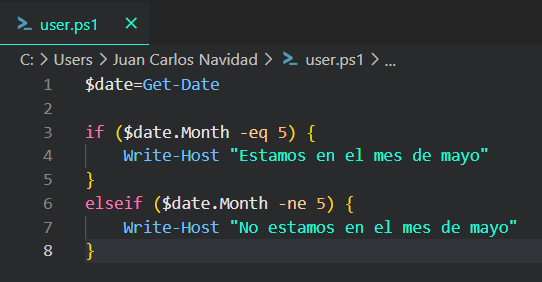 user.ps1
C: > Users > Juan Carlos Navidad > user.ps1 > ...
1 $date=Get-Date
2
3 if ($date.Month -eq 5) {
4     Write-Host "Estamos en el mes de mayo"
5 }
6 elseif ($date.Month -ne 5) {
7     Write-Host "No estamos en el mes de mayo"
8 }